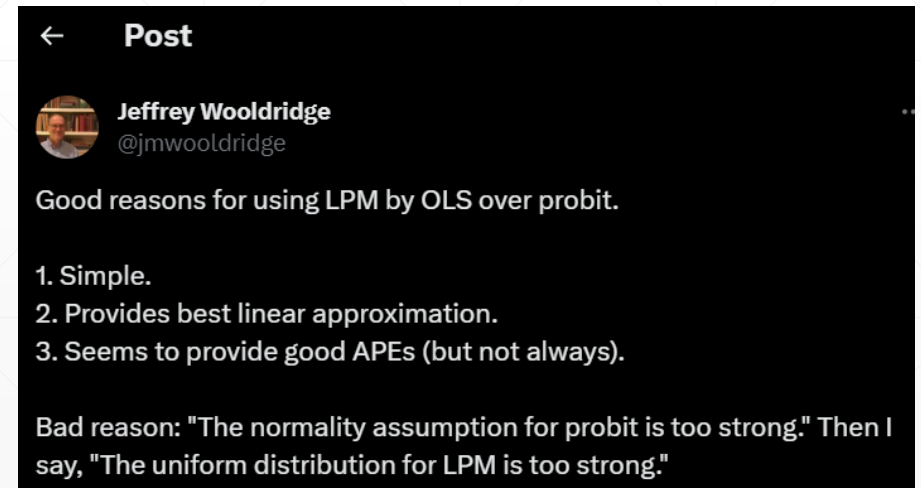 Post
Jeffrey Wooldridge
@jmwooldridge
Good reasons for using LPM by OLS over probit.
1. Simple.
2. Provides best linear approximation.
3. Seems to provide good APEs (but not always).
Bad reason: "The normality assumption for probit is too strong." Then I
say, "The uniform distribution for LPM is too strong."